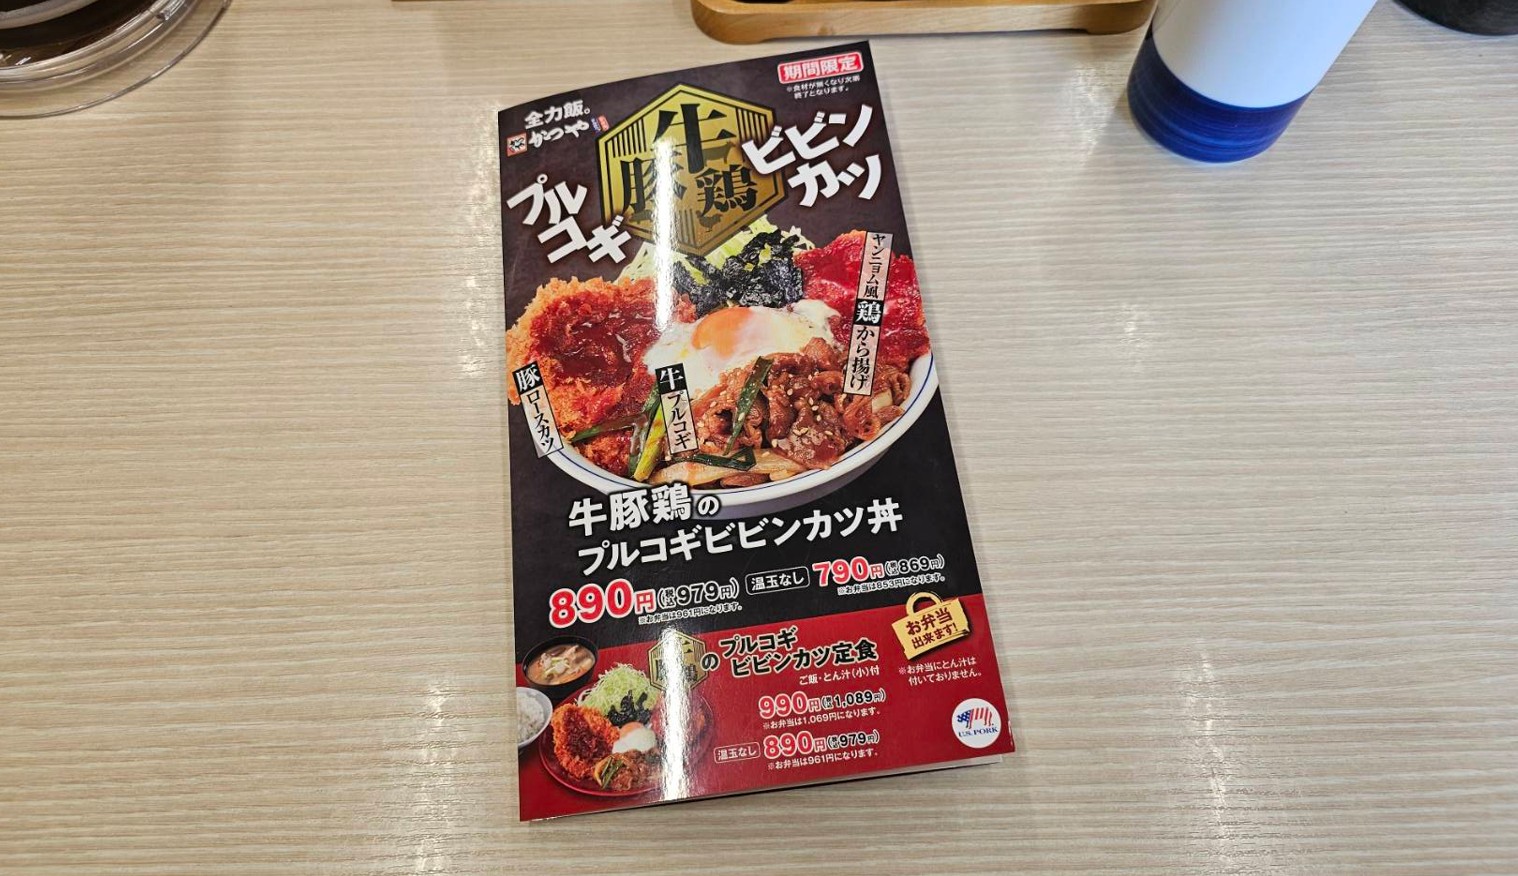 期間限定
※食材が無くなり次第
終了となります。
全力飯。
かつや
牛
豚鶏
プルコギ
ビビンカツ
ヤンニョム風鶏から揚げ
豚ロースカツ
牛プルコギ
牛豚鶏の
プルコギビビンカツ丼
890円(税込979円)
※お弁当は961円になります。
温玉なし 790円(税込869円)
※お弁当は853円になります。
お弁当
出来ます!
※お弁当にとん汁は
付いておりません。
牛豚鶏の
プルコギ
ビビンカツ定食
ご飯・とん汁(小)付
990円(税込1,089円)
※お弁当は1,069円になります。
温玉なし 890円(税込979円)
※お弁当は961円になります。
U.S. PORK